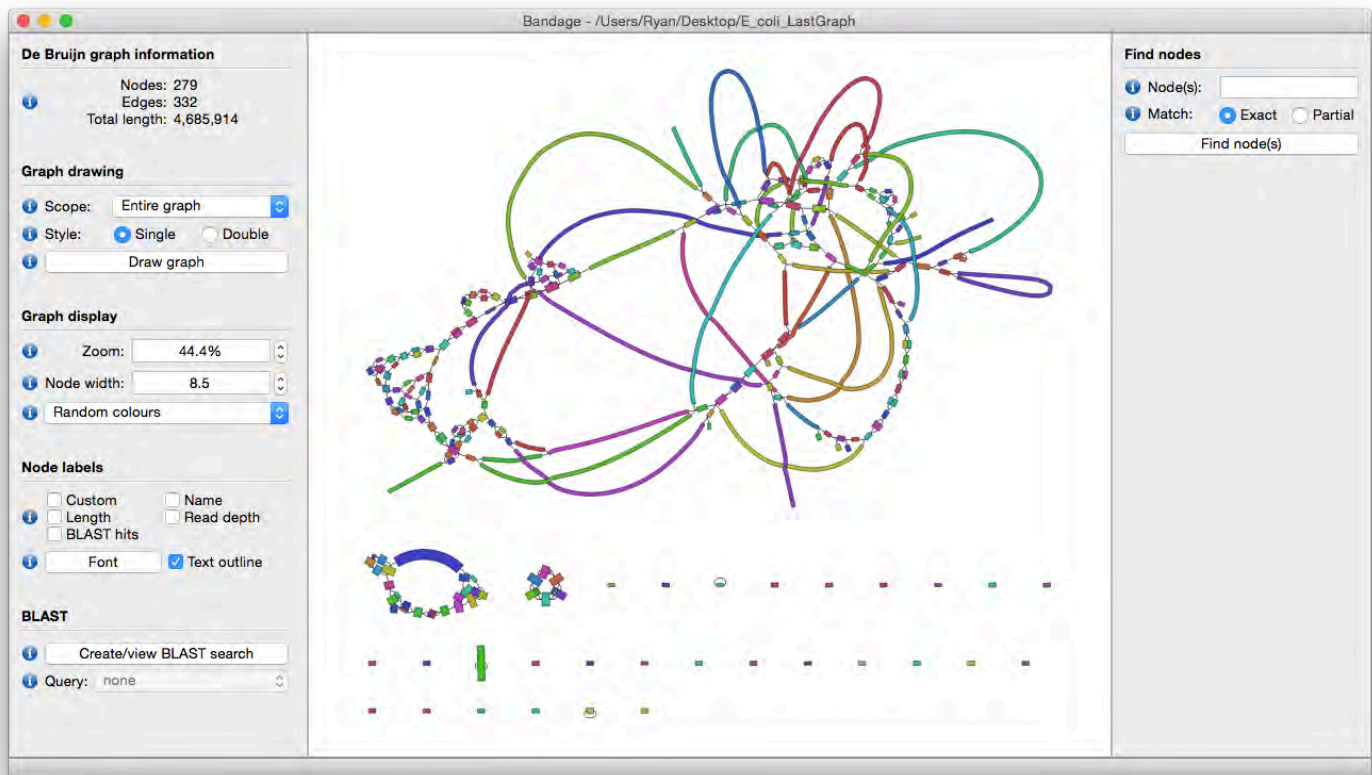 Bandage - /Users/Ryan/Desktop/E_coli_LastGraph
De Bruijn graph information
Nodes: 279
Edges: 332
Total length: 4,685,914
Graph drawing
Scope: Entire graph
Style: Single Double
Draw graph
Graph display
Zoom: 44.4%
Node width: 8.5
Random colours
Node labels
Custom Name
Length Read depth
BLAST hits
Font Text outline
BLAST
Create/view BLAST search
Query: none
Find nodes
Node(s):
Match: Exact Partial
Find node(s)